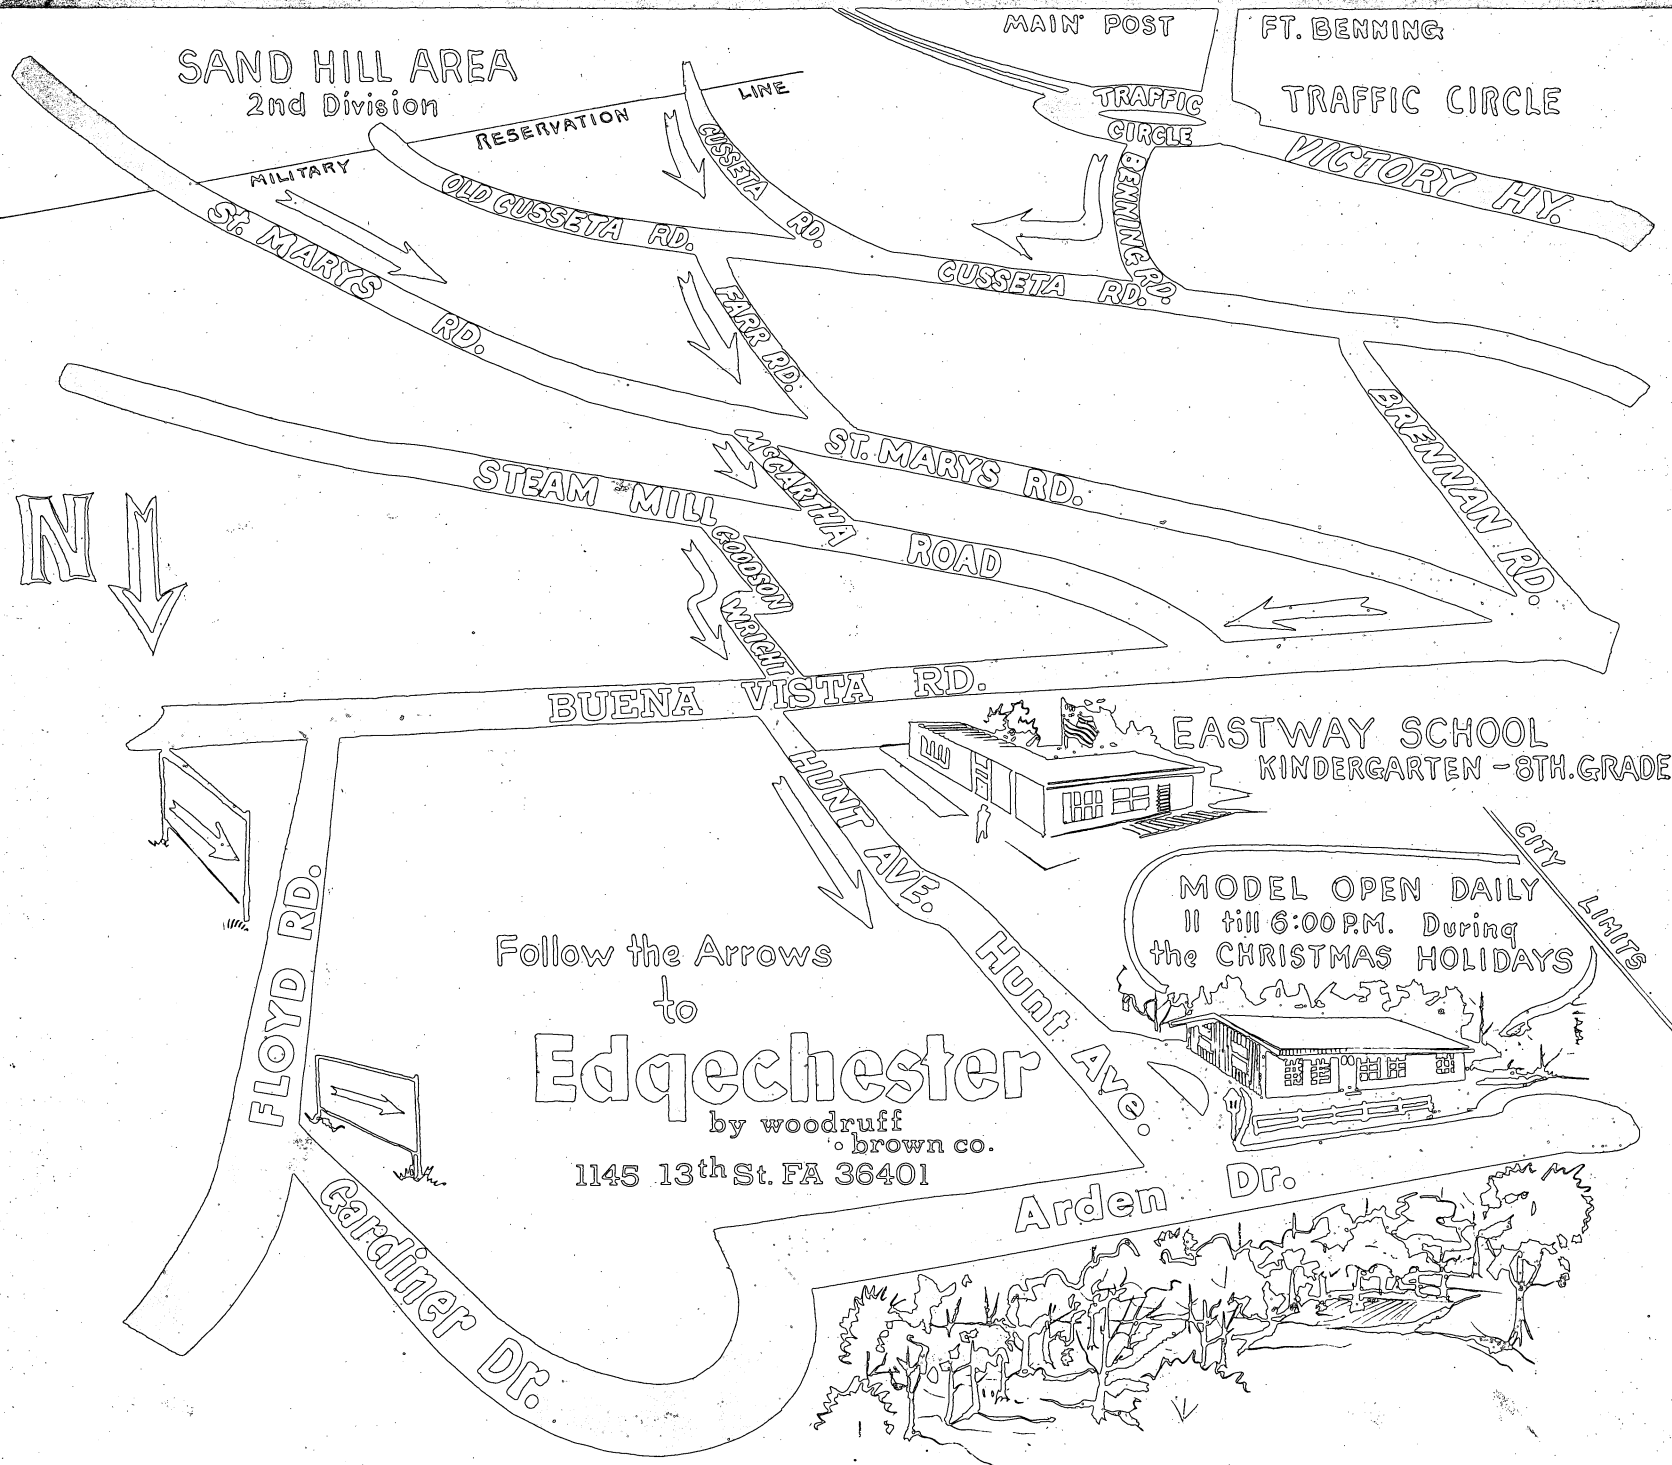 MAIN POST
FT. BENNING
SAND HILL AREA
2nd Division
TRAFFIC CIRCLE
TRAFFIC
CIRCLE
MILITARY RESERVATION LINE
VICTORY HY.
CUSSETA RD.
OLD CUSSETA RD.
BENNING RD.
ST. MARYS RD.
CUSSETA RD.
FARR RD.
BRENNAN RD.
ST. MARYS RD.
McCARTHA
STEAM MILL ROAD
N
GOODSON
WRIGHT
BUENA VISTA RD.
EASTWAY SCHOOL
KINDERGARTEN - 8TH. GRADE
HUNT AVE.
CITY LIMITS
MODEL OPEN DAILY
11 till 6:00 P.M. During
the CHRISTMAS HOLIDAYS
FLOYD RD.
Follow the Arrows
to
Edgechester
by woodruff
brown co.
1145 13th St. FA 36401
Hunt Ave.
Arden Dr.
Gardiner Dr.